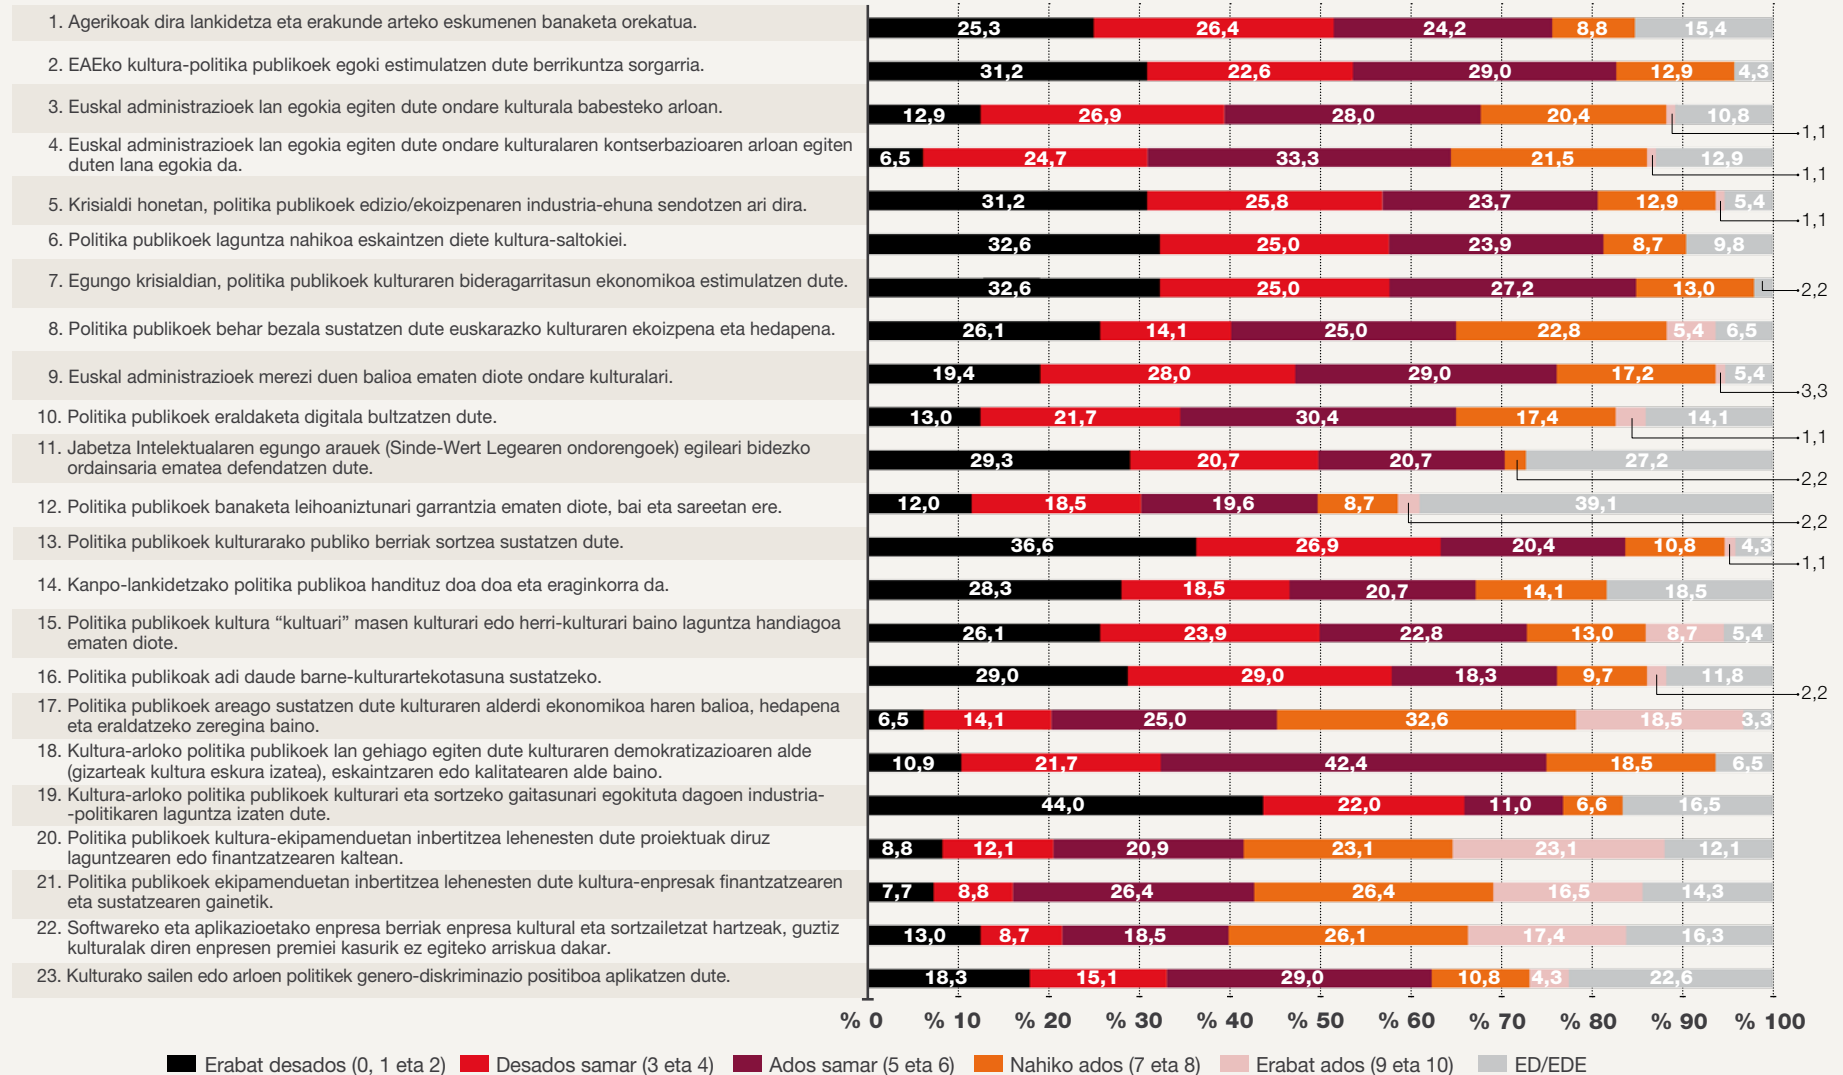 1. Agerikoak dira lankidetza eta erakunde arteko eskumenen banaketa orekatua.
25,3 26,4 24,2 8,8 15,4
2. EAEko kultura-politika publikoek egoki estimulatzen dute berrikuntza sorgarria.
31,2 22,6 29,0 12,9 4,3
3. Euskal administrazioek lan egokia egiten dute ondare kulturala babesteko arloan.
12,9 26,9 28,0 20,4 10,8
1,1
4. Euskal administrazioek lan egokia egiten dute ondare kulturalaren kontserbazioaren arloan egiten
duten lana egokia da.
6,5 24,7 33,3 21,5 12,9
1,1
5. Krisialdi honetan, politika publikoek edizio/ekoizpenaren industria-ehuna sendotzen ari dira.
31,2 25,8 23,7 12,9 5,4
1,1
6. Politika publikoek laguntza nahikoa eskaintzen diete kultura-saltokiei.
32,6 25,0 23,9 8,7 9,8
7. Egungo krisialdian, politika publikoek kulturaren bideragarritasun ekonomikoa estimulatzen dute.
32,6 25,0 27,2 13,0 2,2
8. Politika publikoek behar bezala sustatzen dute euskarazko kulturaren ekoizpena eta hedapena.
26,1 14,1 25,0 22,8 5,4 6,5
9. Euskal administrazioek merezi duen balioa ematen diote ondare kulturalari.
19,4 28,0 29,0 17,2 5,4
3,3
10. Politika publikoek eraldaketa digitala bultzatzen dute.
13,0 21,7 30,4 17,4 14,1
1,1
11. Jabetza Intelektualaren egungo arauek (Sinde-Wert Legearen ondorengoek) egileari bidezko
ordainsaria ematea defendatzen dute.
29,3 20,7 20,7 27,2
2,2
12. Politika publikoek banaketa leihoaniztunari garrantzia ematen diote, bai eta sareetan ere.
12,0 18,5 19,6 8,7 39,1
2,2
13. Politika publikoek kulturarako publiko berriak sortzea sustatzen dute.
36,6 26,9 20,4 10,8 4,3
1,1
14. Kanpo-lankidetzako politika publikoa handituz doa doa eta eraginkorra da.
28,3 18,5 20,7 14,1 18,5
15. Politika publikoek kultura “kultuari” masen kulturari edo herri-kulturari baino laguntza handiagoa
ematen diote.
26,1 23,9 22,8 13,0 8,7 5,4
16. Politika publikoak adi daude barne-kulturartekotasuna sustatzeko.
29,0 29,0 18,3 9,7 11,8
2,2
17. Politika publikoek areago sustatzen dute kulturaren alderdi ekonomikoa haren balioa, hedapena
eta eraldatzeko zeregina baino.
6,5 14,1 25,0 32,6 18,5 3,3
18. Kultura-arloko politika publikoek lan gehiago egiten dute kulturaren demokratizazioaren alde
(gizarteak kultura eskura izatea), eskaintzaren edo kalitatearen alde baino.
10,9 21,7 42,4 18,5 6,5
19. Kultura-arloko politika publikoek kulturari eta sortzeko gaitasunari egokituta dagoen industria-
-politikaren laguntza izaten dute.
44,0 22,0 11,0 6,6 16,5
20. Politika publikoek kultura-ekipamenduetan inbertitzea lehenesten dute proiektuak diruz
laguntzearen edo finantzatzearen kaltean.
8,8 12,1 20,9 23,1 23,1 12,1
21. Politika publikoek ekipamenduetan inbertitzea lehenesten dute kultura-enpresak finantzatzearen
eta sustatzearen gainetik.
7,7 8,8 26,4 26,4 16,5 14,3
22. Softwareko eta aplikazioetako enpresa berriak enpresa kultural eta sortzailetzat hartzeak, guztiz
kulturalak diren enpresen premiei kasurik ez egiteko arriskua dakar.
13,0 8,7 18,5 26,1 17,4 16,3
23. Kulturako sailen edo arloen politikek genero-diskriminazio positiboa aplikatzen dute.
18,3 15,1 29,0 10,8 4,3 22,6
% 0 % 10 % 20 % 30 % 40 % 50 % 60 % 70 % 80 % 90 % 100
Erabat desados (0, 1 eta 2) Desados samar (3 eta 4) Ados samar (5 eta 6) Nahiko ados (7 eta 8) Erabat ados (9 eta 10) ED/EDE